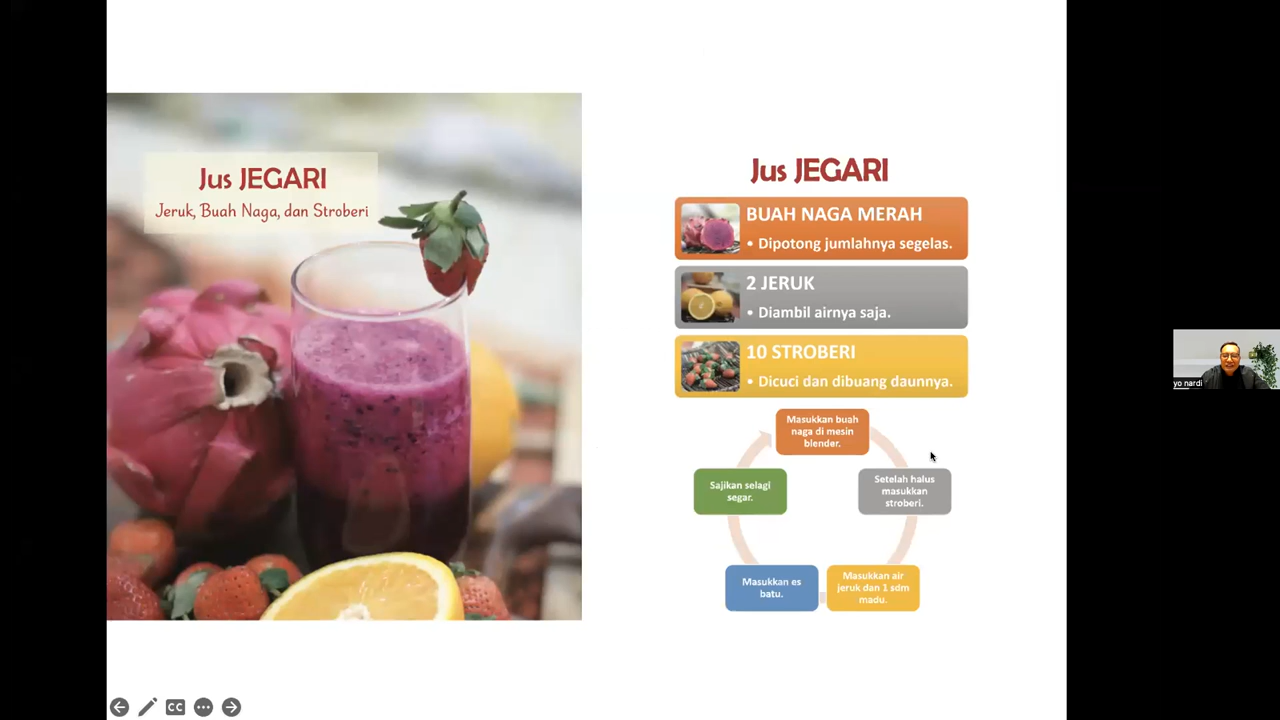 Jus JEGARI
Jeruk, Buah Naga, dan Stroberi
Jus JEGARI
BUAH NAGA MERAH
• Dipotong jumlahnya segelas.
2 JERUK
• Diambil airnya saja.
10 STROBERI
• Dicuci dan dibuang daunnya.
Masukkan buah
naga di mesin
blender.
Setelah halus
masukkan
stroberi.
Masukkan air
jeruk dan 1 sdm
madu.
Masukkan es
batu.
Sajikan selagi
segar.
yo nardi
CC